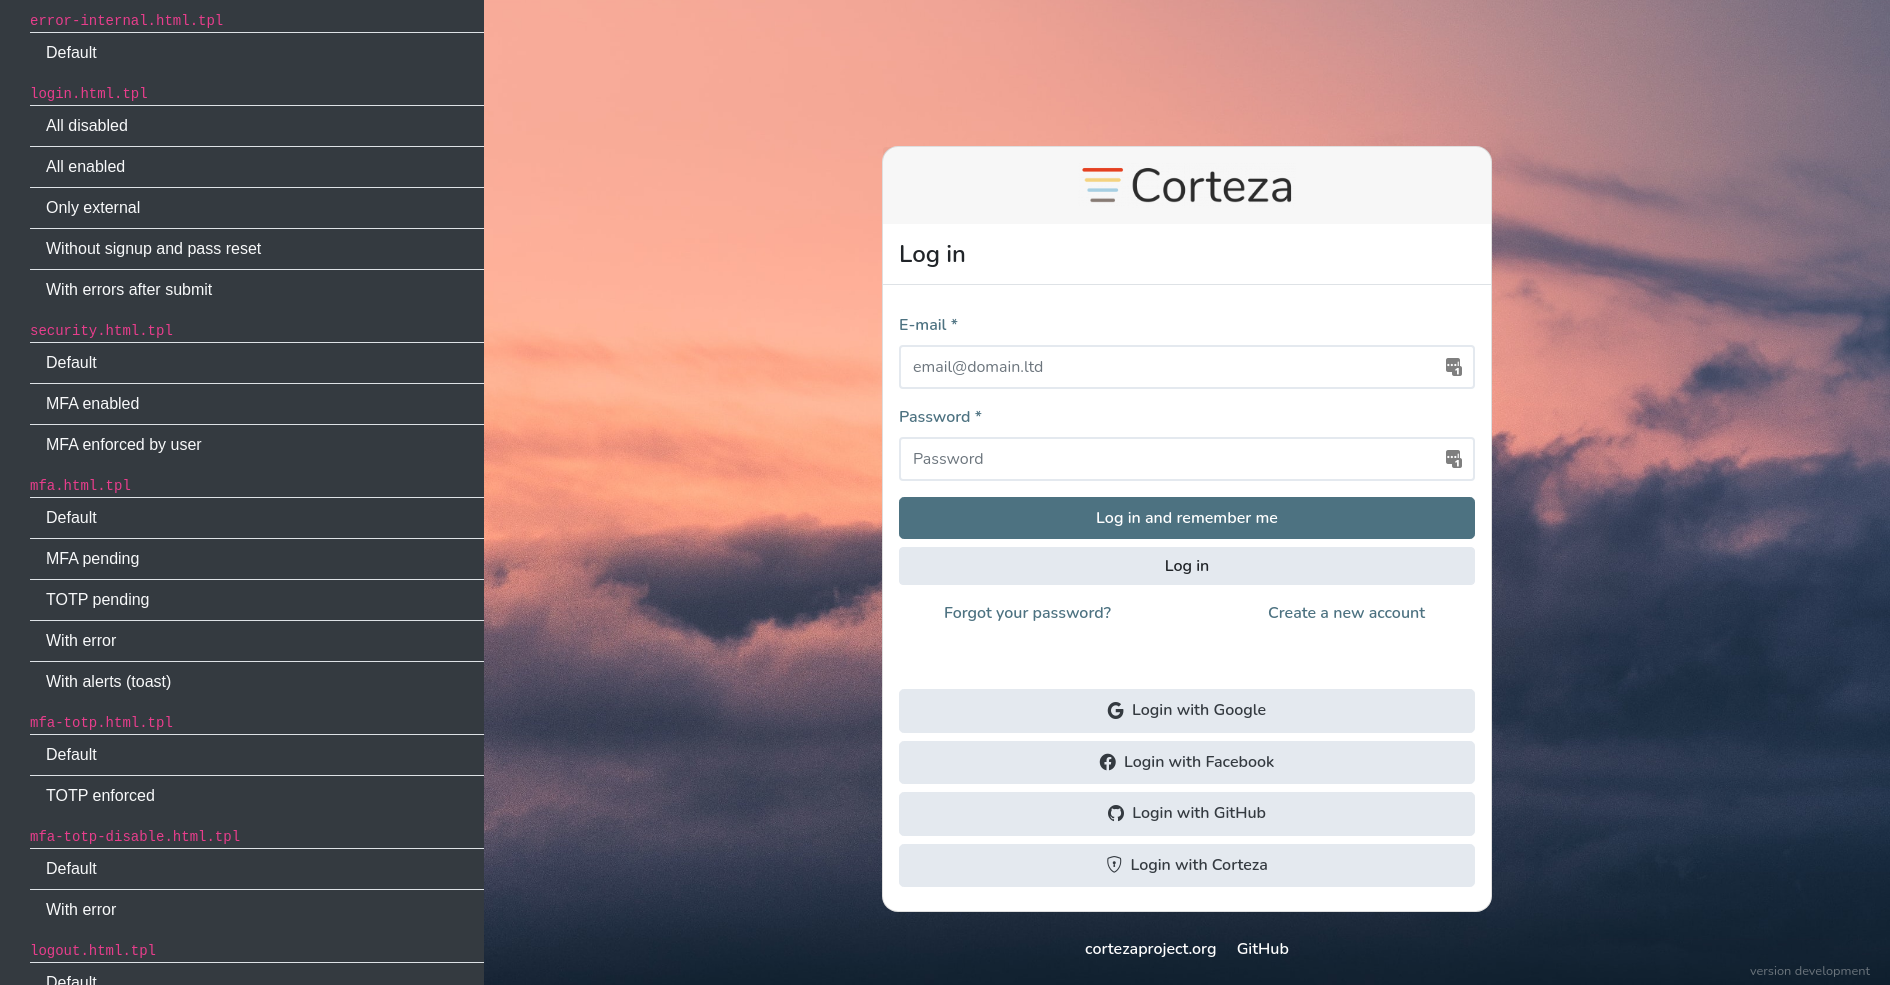 error-internal.html.tpl
Default
login.html.tpl
All disabled
All enabled
Only external
Without signup and pass reset
With errors after submit
security.html.tpl
Default
MFA enabled
MFA enforced by user
mfa.html.tpl
Default
MFA pending
TOTP pending
With error
With alerts (toast)
mfa-totp.html.tpl
Default
TOTP enforced
mfa-totp-disable.html.tpl
Default
With error
logout.html.tpl
Default
Corteza
Log in
E-mail *
email@domain.ltd
Password *
Password
Log in and remember me
Log in
Forgot your password? Create a new account
Login with Google
Login with Facebook
Login with GitHub
Login with Corteza
cortezaproject.org GitHub
version development